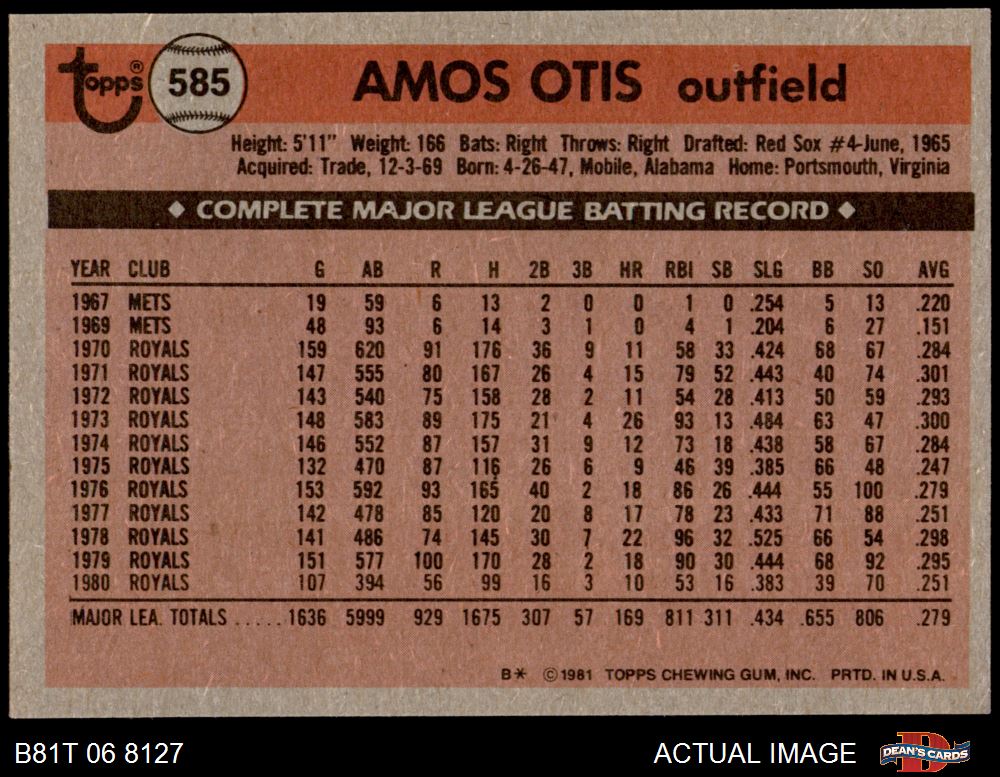 Topps® 585 AMOS OTIS outfield
Height: 5'11" Weight: 166 Bats: Right Throws: Right Drafted: Red Sox #4-June, 1965
Acquired: Trade, 12-3-69 Born: 4-26-47, Mobile, Alabama Home: Portsmouth, Virginia
◆ COMPLETE MAJOR LEAGUE BATTING RECORD ◆
YEAR CLUB G AB R H 2B 3B HR RBI SB SLG BB SO AVG
1967 METS 19 59 6 13 2 0 0 1 0 .254 5 13 .220
1969 METS 48 93 6 14 3 1 0 4 1 .204 6 27 .151
1970 ROYALS 159 620 91 176 36 9 11 58 33 .424 68 67 .284
1971 ROYALS 147 555 80 167 26 4 15 79 52 .443 40 74 .301
1972 ROYALS 143 540 75 158 28 2 11 54 28 .413 50 59 .293
1973 ROYALS 148 583 89 175 21 4 26 93 13 .484 63 47 .300
1974 ROYALS 146 552 87 157 31 9 12 73 18 .438 58 67 .284
1975 ROYALS 132 470 87 116 26 6 9 46 39 .385 66 48 .247
1976 ROYALS 153 592 93 165 40 2 18 86 26 .444 55 100 .279
1977 ROYALS 142 478 85 120 20 8 17 78 23 .433 71 88 .251
1978 ROYALS 141 486 74 145 30 7 22 96 32 .525 66 54 .298
1979 ROYALS 151 577 100 170 28 2 18 90 30 .444 68 92 .295
1980 ROYALS 107 394 56 99 16 3 10 53 16 .383 39 70 .251
MAJOR LEA. TOTALS ..... 1636 5999 929 1675 307 57 169 811 311 .434 .655 806 .279
B* ©1981 TOPPS CHEWING GUM, INC. PRTD. IN U.S.A.
B81T 06 8127 ACTUAL IMAGE D DEAN'S CARDS